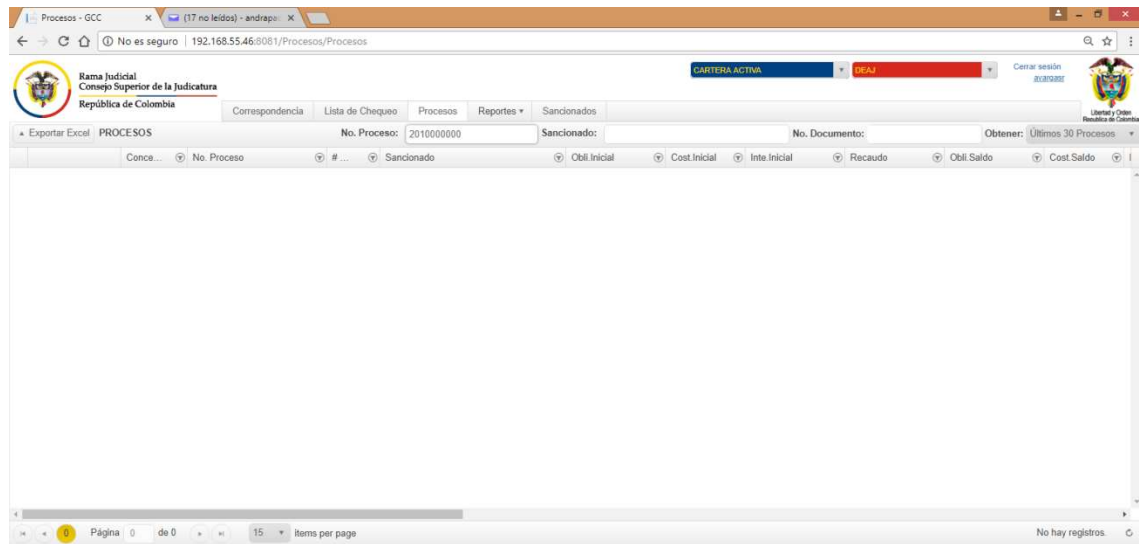 Procesos - GCC
(17 no leídos) - andrapa
No es seguro | 192.168.55.46:8081/Procesos/Procesos
Rama Judicial
Consejo Superior de la Judicatura
República de Colombia
CARTERA ACTIVA
DEAJ
Cerrar sesión
avargasr
Libertad y Orden
Republica de Colombia
Correspondencia Lista de Chequeo Procesos Reportes Sancionados
Exportar Excel PROCESOS No. Proceso: 2010000000 Sancionado: No. Documento: Obtener: Últimos 30 Procesos
Conce... No. Proceso # ... Sancionado Obli.Inicial Cost.Inicial Inte.Inicial Recaudo Obli.Saldo Cost.Saldo
0 Página 0 de 0 15 items per page No hay registros.